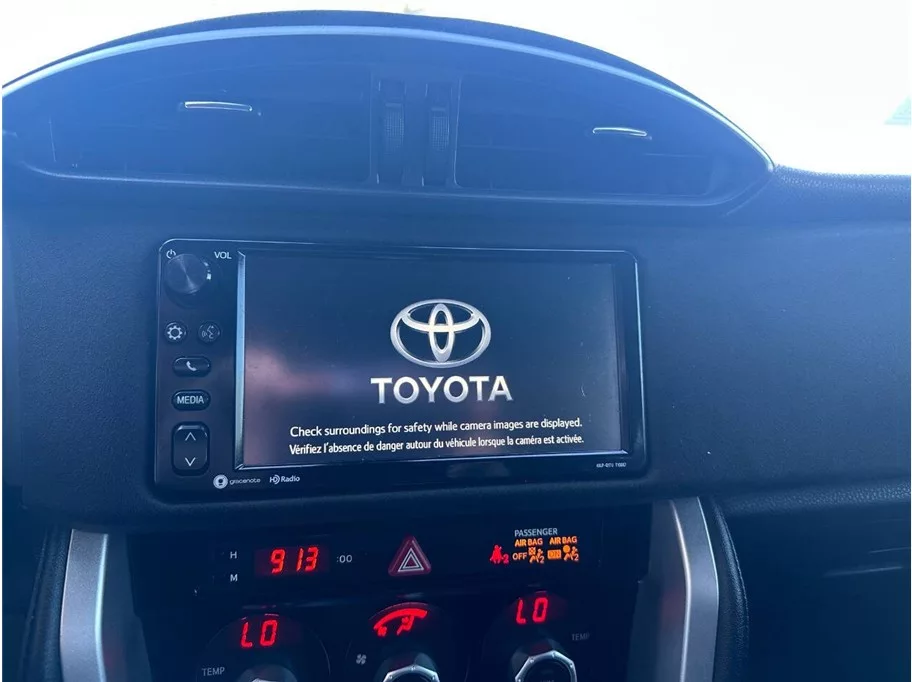 VOL
TOYOTA
MEDIA
Check surroundings for safety while camera images are displayed.
Vérifiez l'absence de danger autour du véhicule lorsque la caméra est activée.
gracenote HD Radio
PASSENGER
AIR BAG AIR BAG
H 913 :00
OFF
M
LO LO
TEMP TEMP